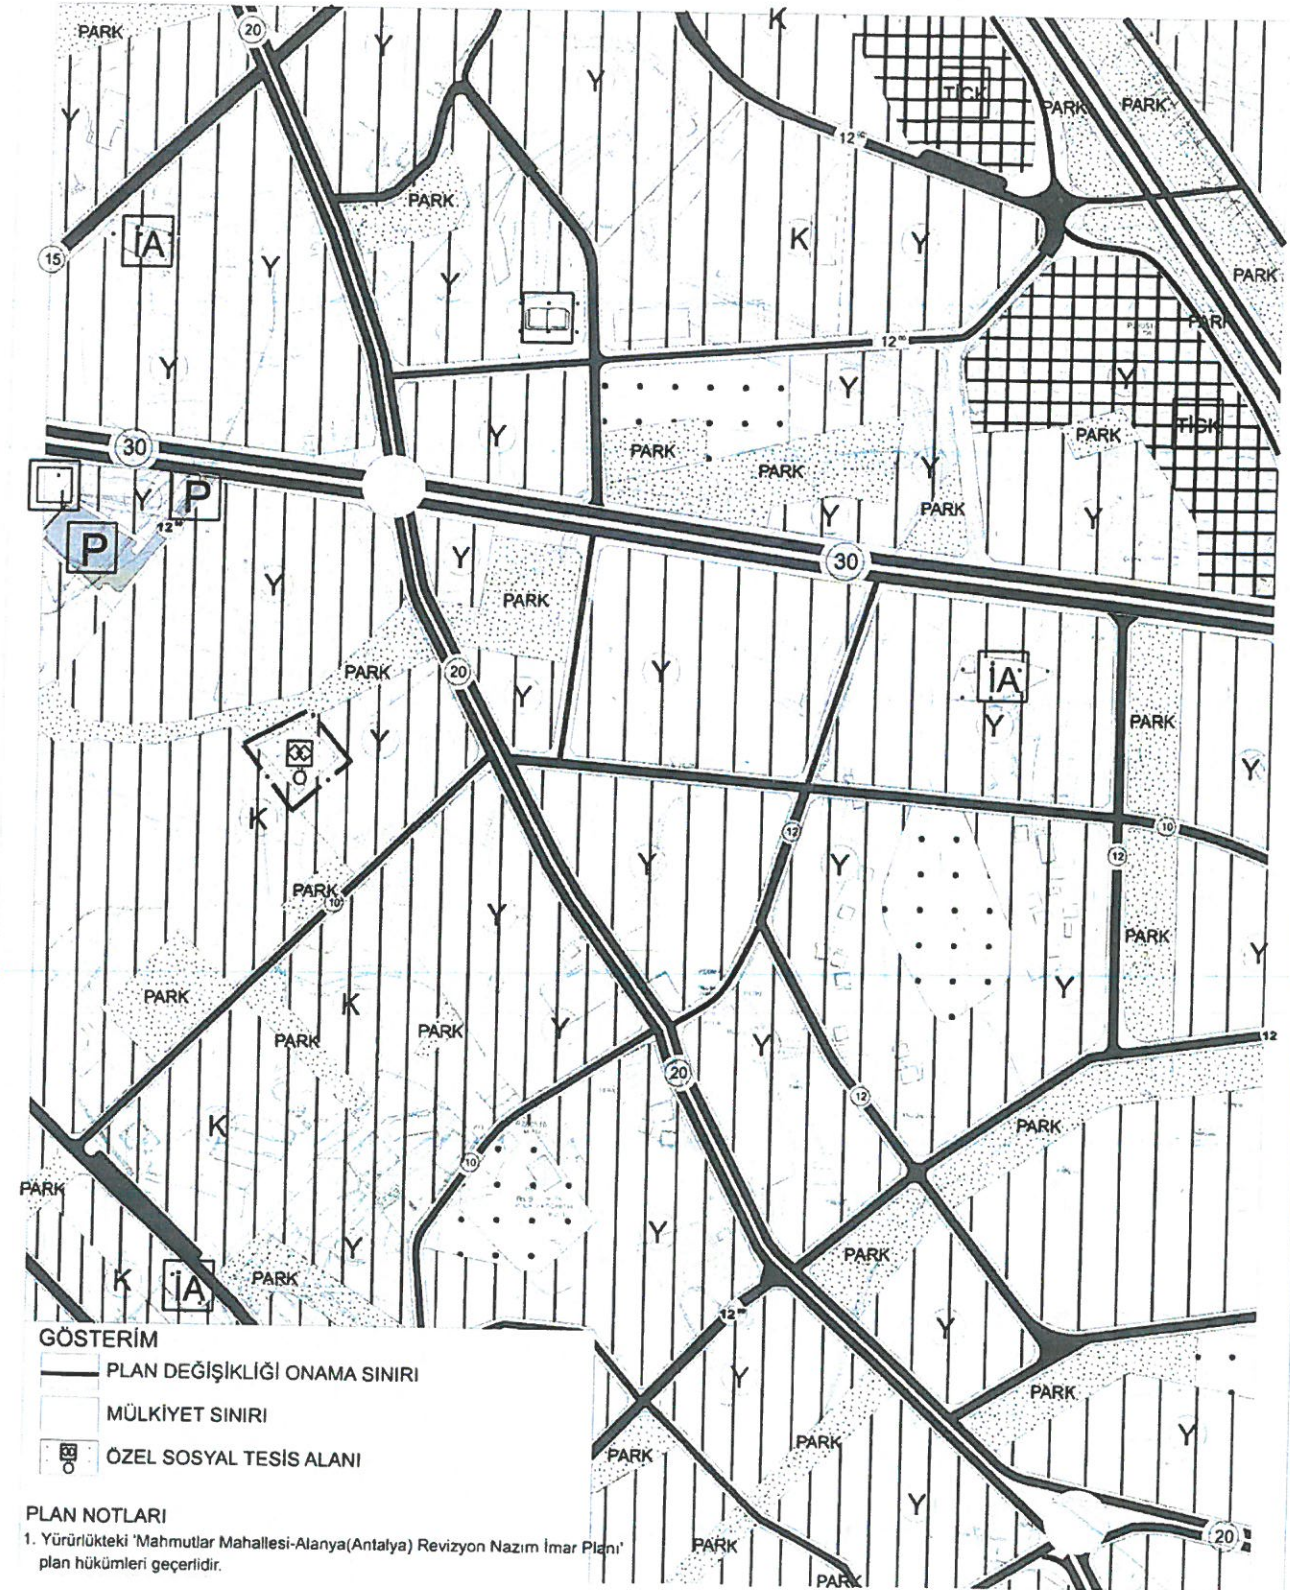 PARK
20
Y
K
Y
TİCK
PARK
PARK
Y
12
PARK
İA
15
Y
Y
K
Y
PARK
PARK
12
Y
Y
Y
TİCK
Y
PARK
30
PARK
PARK
Y
PARK
Y
P
12
P
Y
Y
Y
30
Y
PARK
PARK
20
Y
Y
İA
Y
PARK
Y
Y
K
12
10
12
Y
Y
PARK
10
Y
PARK
Y
PARK
K
PARK
PARK
Y
Y
Y
12
20
12
K
PARK
10
PARK
Y
Y
PARK
K
İA
PARK
12
Y
Y
PARK
Y
PARK
PARK
Y
PARK
20
PARK
GÖSTERİM
PLAN DEĞİŞİKLİĞİ ONAMA SINIRI
MÜLKİYET SINIRI
ÖZEL SOSYAL TESİS ALANI
PLAN NOTLARI
1. Yürürlükteki 'Mahmutlar Mahallesi-Alanya(Antalya) Revizyon Nazım İmar Planı'
plan hükümleri geçerlidir.